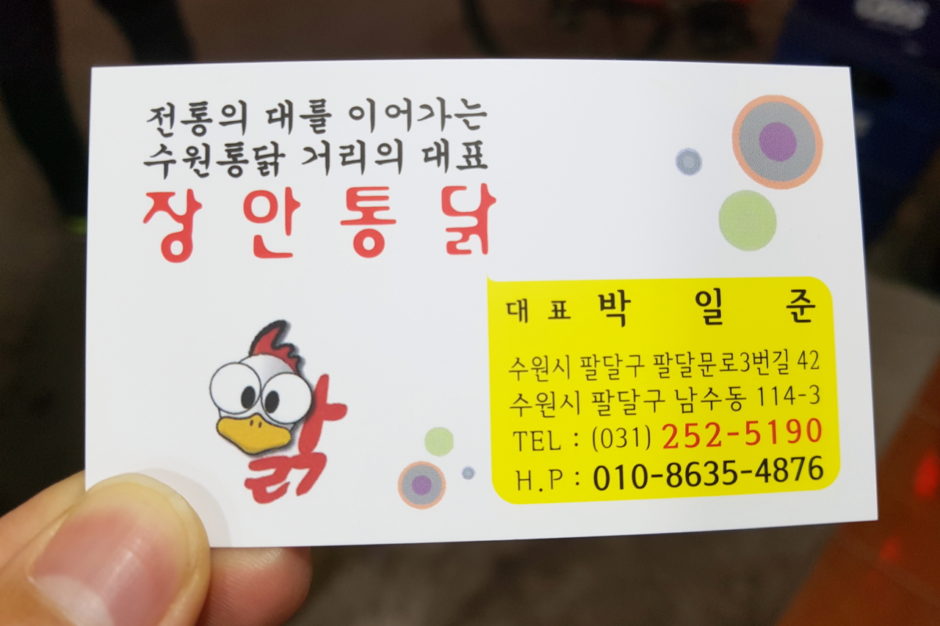 전통의 대를 이어가는
수원통닭 거리의 대표
장안통닭
닭
대표 박일준
수원시 팔달구 팔달문로3번길 42
수원시 팔달구 남수동 114-3
TEL : (031) 252-5190
H.P : 010-8635-4876